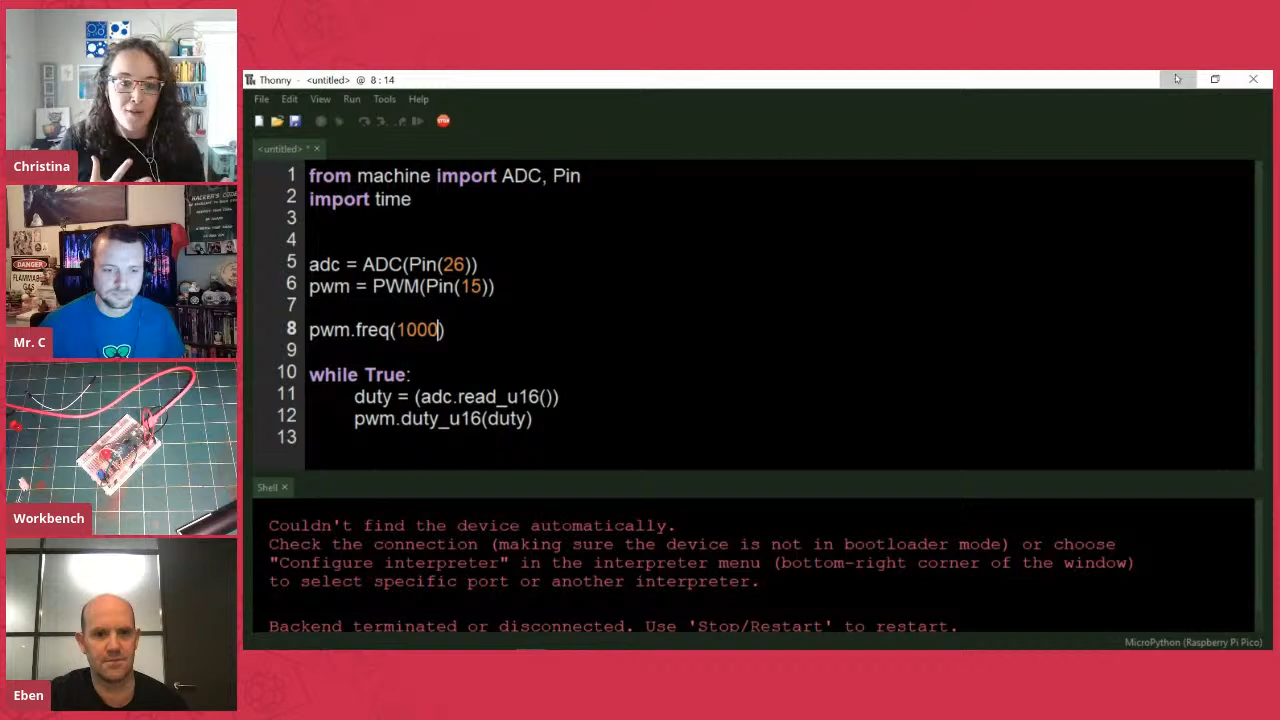 Christina
HACKER'S CODE
DANGER
FLAMMABLE
GAS
Mr. C
Workbench
Eben
Thonny - <untitled> @ 8 : 14
File Edit View Run Tools Help
STOP
<untitled> * ×
1 from machine import ADC, Pin
2 import time
3
4
5 adc = ADC(Pin(26))
6 pwm = PWM(Pin(15))
7
8 pwm.freq(1000)
9
10 while True:
11 duty = (adc.read_u16())
12 pwm.duty_u16(duty)
13
Shell ×
Couldn't find the device automatically.
Check the connection (making sure the device is not in bootloader mode) or choose
"Configure interpreter" in the interpreter menu (bottom-right corner of the window)
to select specific port or another interpreter.
Backend terminated or disconnected. Use 'Stop/Restart' to restart.
MicroPython (Raspberry Pi Pico)